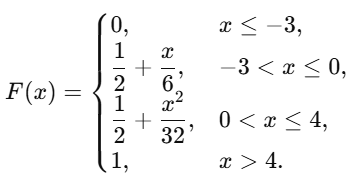 F(x) = { 0, x ≤ −3,
1/2 + x/6, −3 < x ≤ 0,
1/2 + x²/32, 0 < x ≤ 4,
1, x > 4.